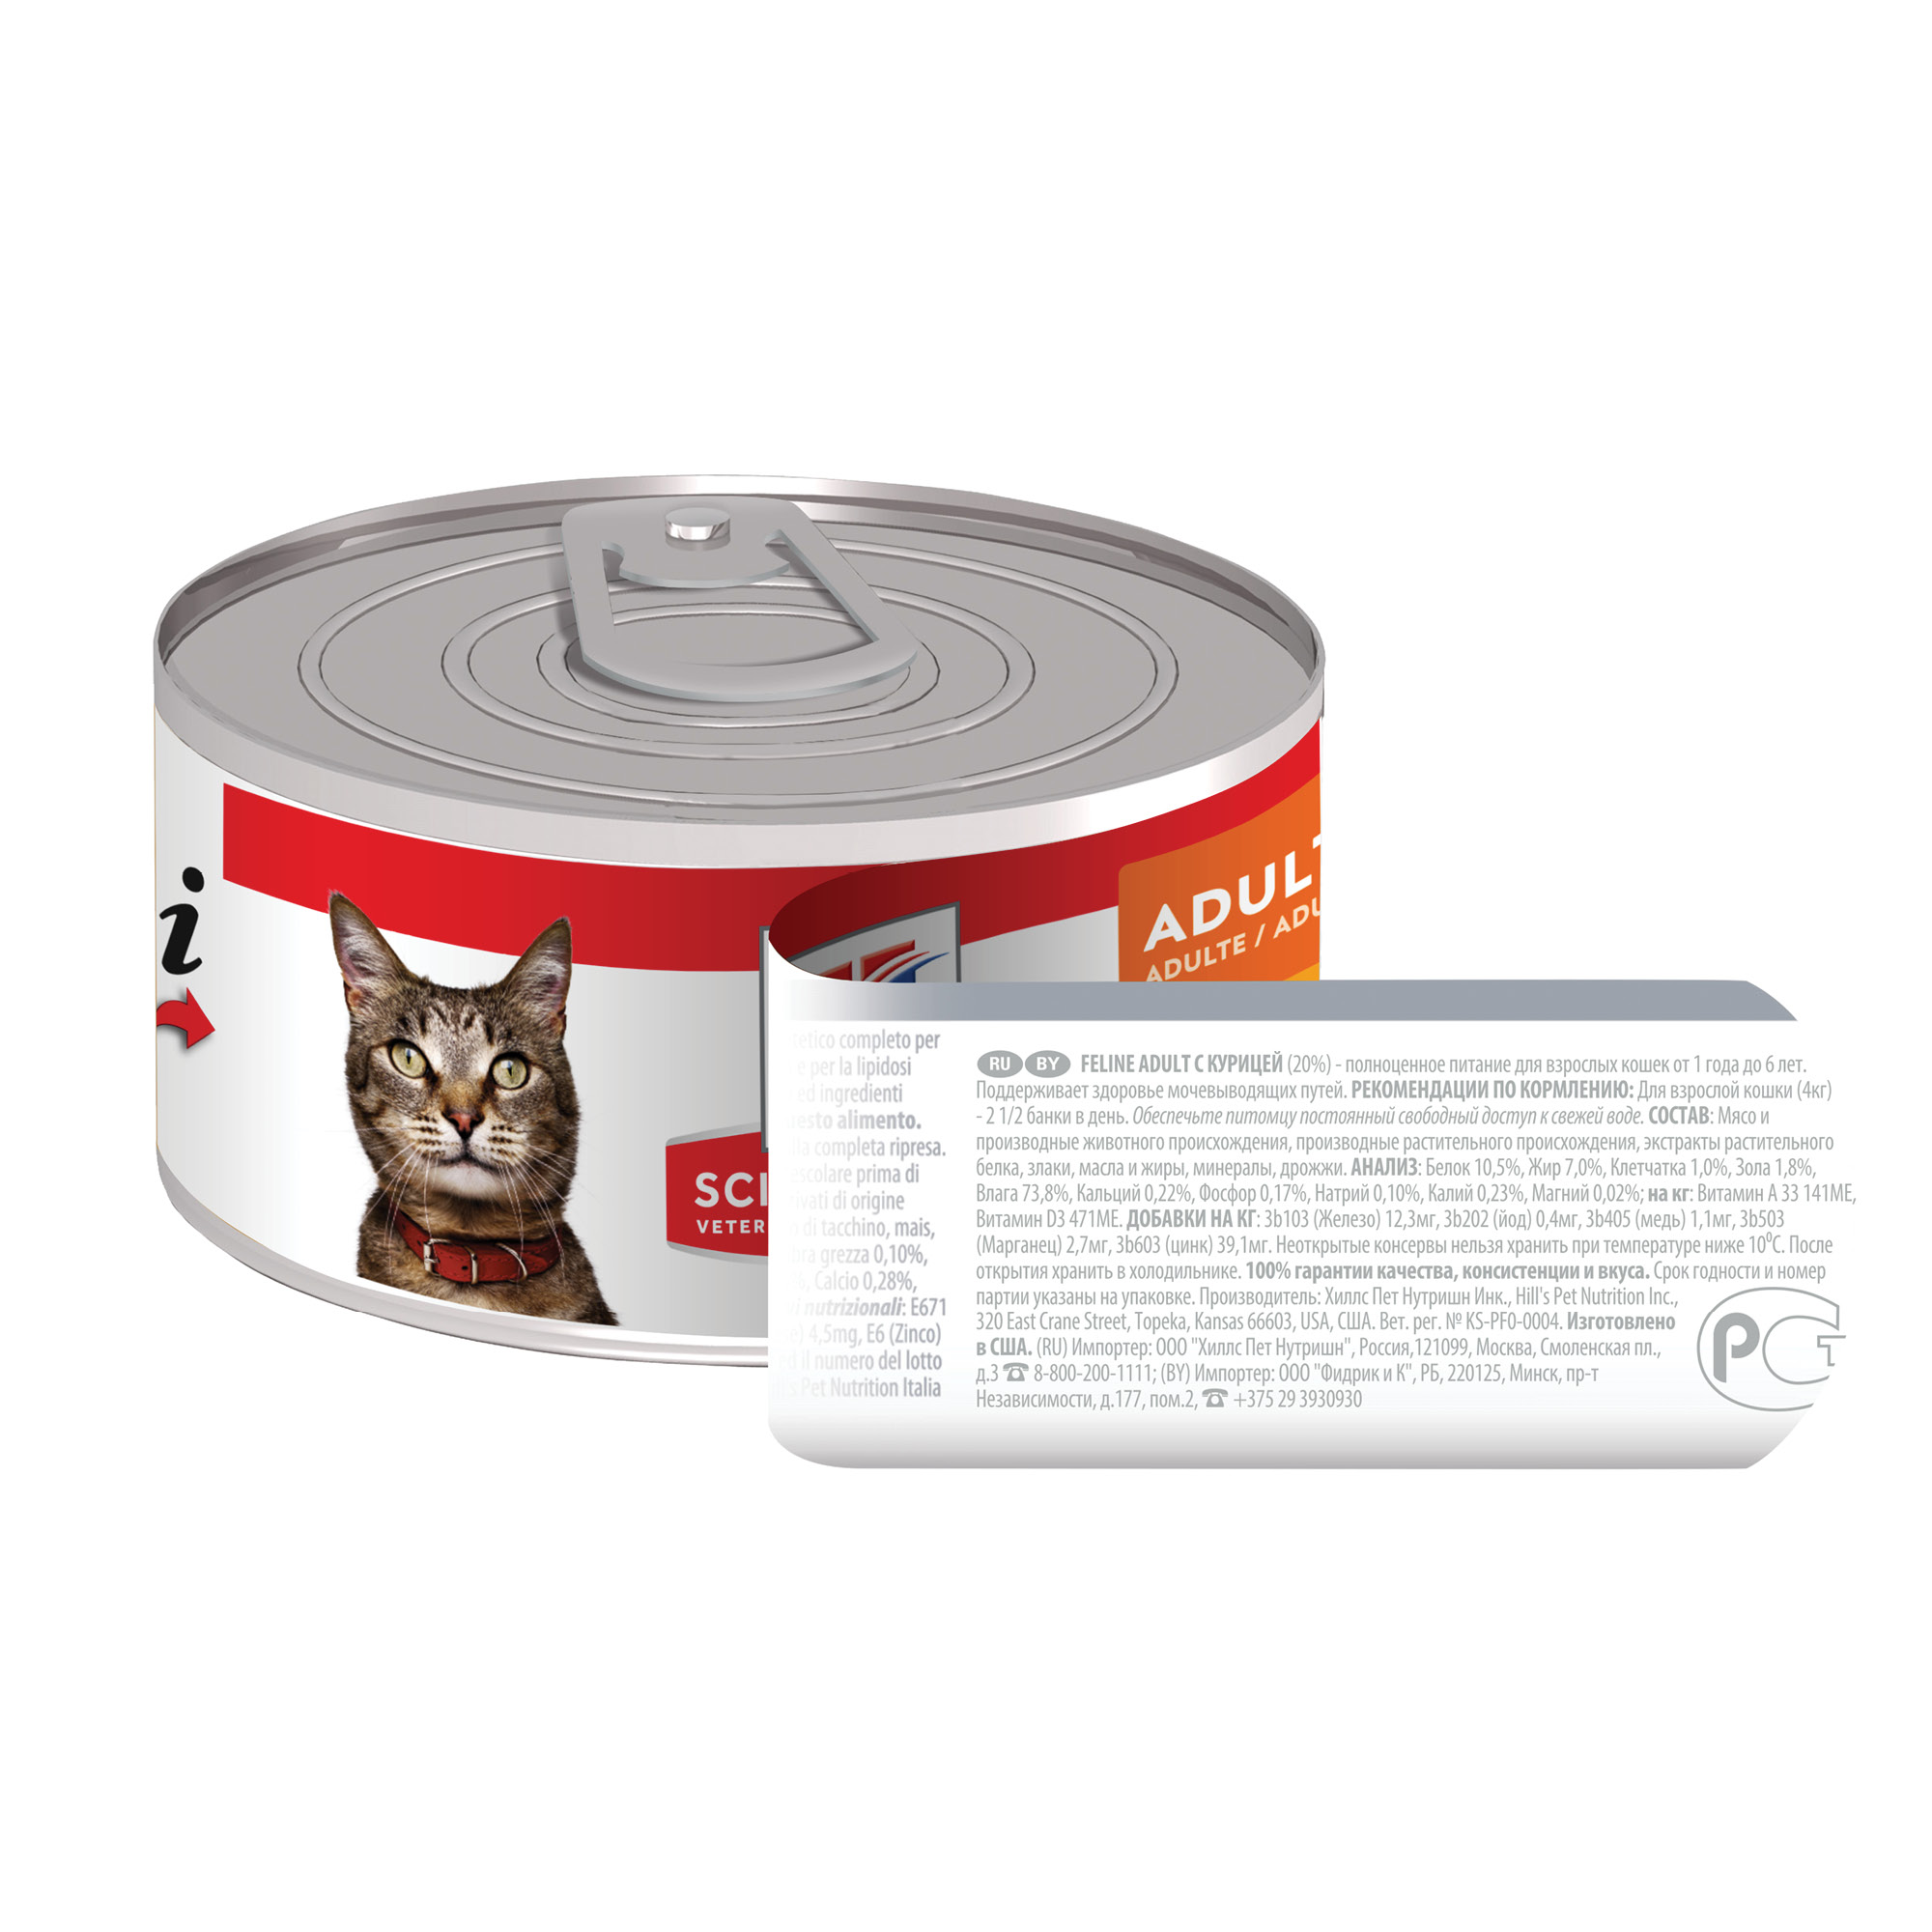 i
ADULT
ADULTE / ADU
SCI
VETER
completo per
per la lipidosi
ed ingredienti
esto alimento.
la completa ripresa.
escolare prima di
rivati di origine
di tacchino, mais,
bra grezza 0,10%,
%, Calcio 0,28%,
nutrizionali: E671
4,5mg, E6 (Zinco)
ed il numero del lotto
l's Pet Nutrition Italia
RU BY FELINE ADULT С КУРИЦЕЙ (20%) - полноценное питание для взрослых кошек от 1 года до 6 лет.
Поддерживает здоровье мочевыводящих путей. РЕКОМЕНДАЦИИ ПО КОРМЛЕНИЮ: Для взрослой кошки (4кг)
- 2 1/2 банки в день. Обеспечьте питомцу постоянный свободный доступ к свежей воде. СОСТАВ: Мясо и
производные животного происхождения, производные растительного происхождения, экстракты растительного
белка, злаки, масла и жиры, минералы, дрожжи. АНАЛИЗ: Белок 10,5%, Жир 7,0%, Клетчатка 1,0%, Зола 1,8%,
Влага 73,8%, Кальций 0,22%, Фосфор 0,17%, Натрий 0,10%, Калий 0,23%, Магний 0,02%; на кг: Витамин А 33 141МЕ,
Витамин D3 471МЕ. ДОБАВКИ НА КГ: 3b103 (Железо) 12,3мг, 3b202 (йод) 0,4мг, 3b405 (медь) 1,1мг, 3b503
(Марганец) 2,7мг, 3b603 (цинк) 39,1мг. Неоткрытые консервы нельзя хранить при температуре ниже 10⁰С. После
открытия хранить в холодильнике. 100% гарантии качества, консистенции и вкуса. Срок годности и номер
партии указаны на упаковке. Производитель: Хиллс Пет Нутришн Инк., Hill's Pet Nutrition Inc.,
320 East Crane Street, Topeka, Kansas 66603, USA, США. Вет. рег. № KS-PF0-0004. Изготовлено
в США. (RU) Импортер: ООО "Хиллс Пет Нутришн", Россия,121099, Москва, Смоленская пл.,
д.3 ☎ 8-800-200-1111; (BY) Импортер: ООО "Фидрик и К", РБ, 220125, Минск, пр-т
Независимости, д.177, пом.2, ☎ +375 29 3930930